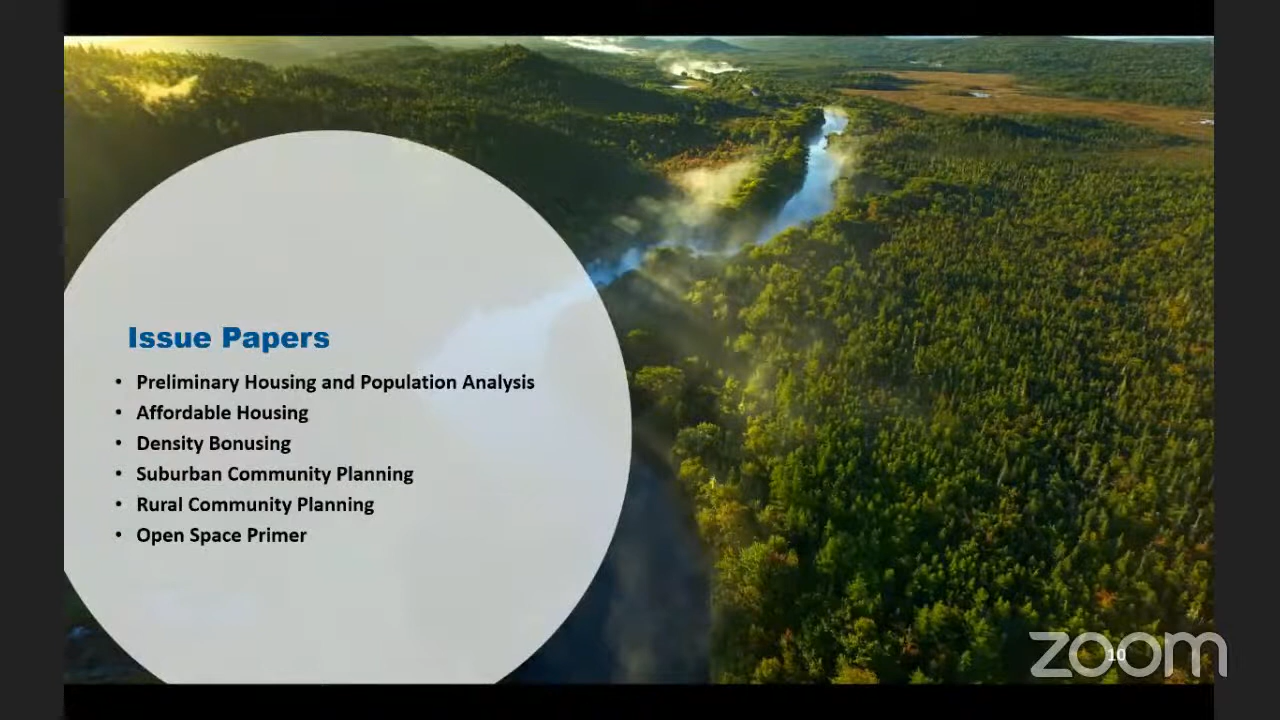 Issue Papers
• Preliminary Housing and Population Analysis
• Affordable Housing
• Density Bonusing
• Suburban Community Planning
• Rural Community Planning
• Open Space Primer
10
zoom